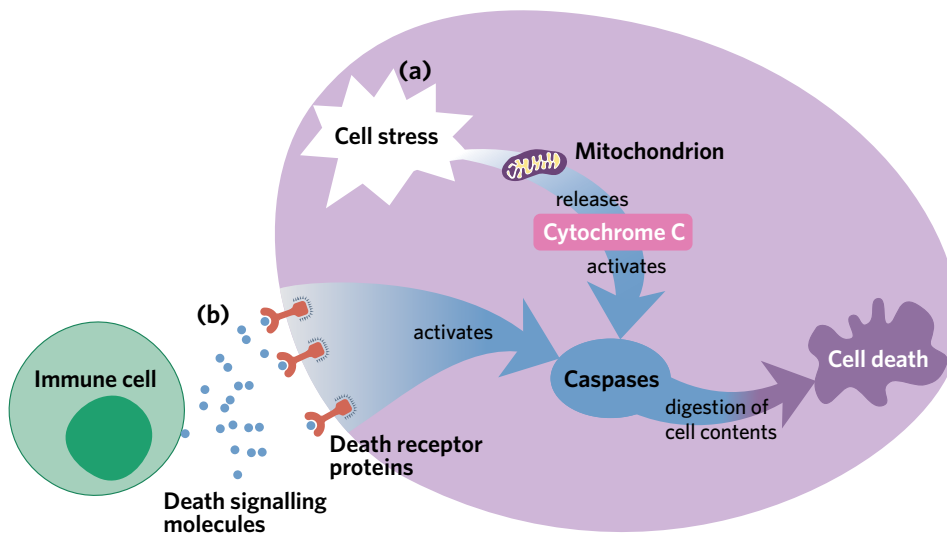 (a)
Cell stress
Mitochondrion
releases
Cytochrome C
activates
(b)
activates
Immune cell
Caspases
Cell death
digestion of
cell contents
Death receptor
proteins
Death signalling
molecules